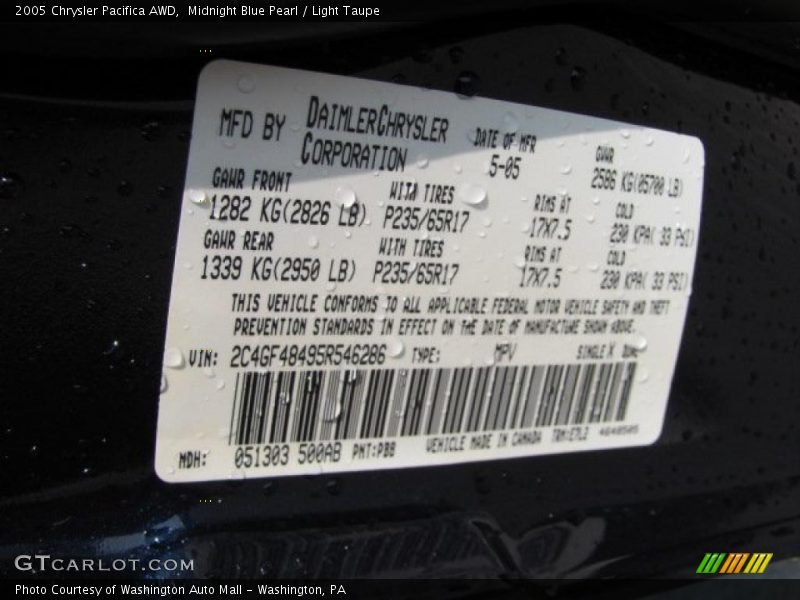 2005 Chrysler Pacifica AWD,  Midnight Blue Pearl / Light Taupe
MFD BY DAIMLERCHRYSLER CORPORATION
DATE OF MFR
5-05
GVWR
2586 KG(05700 LB)
GAWR FRONT
WITH TIRES
RIMS AT
COLD
1282 KG(2826 LB) P235/65R17 17X7.5 230 KPA( 33 PSI)
GAWR REAR
WITH TIRES
RIMS AT
COLD
1339 KG(2950 LB) P235/65R17 17X7.5 230 KPA( 33 PSI)
THIS VEHICLE CONFORMS TO ALL APPLICABLE FEDERAL MOTOR VEHICLE SAFETY AND THEFT
PREVENTION STANDARDS IN EFFECT ON THE DATE OF MANUFACTURE SHOWN ABOVE.
VIN: 2C4GF48495R546286 TYPE: MPV SINGLE X
MDH: 051303 500AB PNT:PBB VEHICLE MADE IN CANADA
GTCARLOT.COM
Photo Courtesy of Washington Auto Mall - Washington, PA